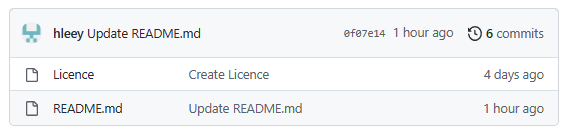 hleey Update README.md 0f07e14 1 hour ago 6 commits
Licence Create Licence 4 days ago
README.md Update README.md 1 hour ago